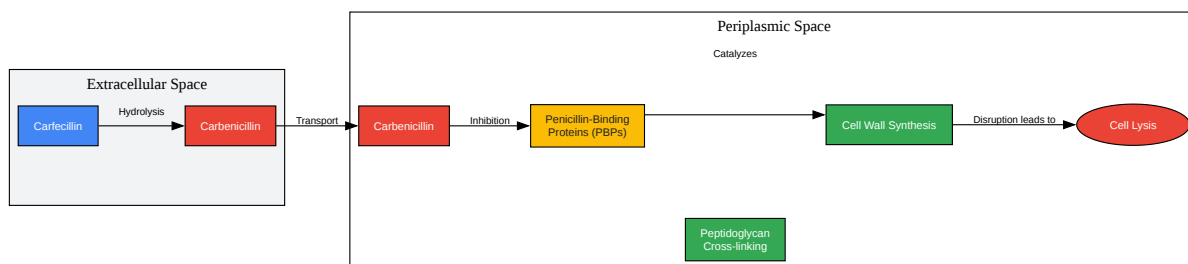 Periplasmic Space
Catalyzes
Extracellular Space
Carfecillin
Hydrolysis
Carbenicillin
Transport
Carbenicillin
Inhibition
Penicillin-Binding
Proteins (PBPs)
Cell Wall Synthesis
Disruption leads to
Cell Lysis
Peptidoglycan
Cross-linking